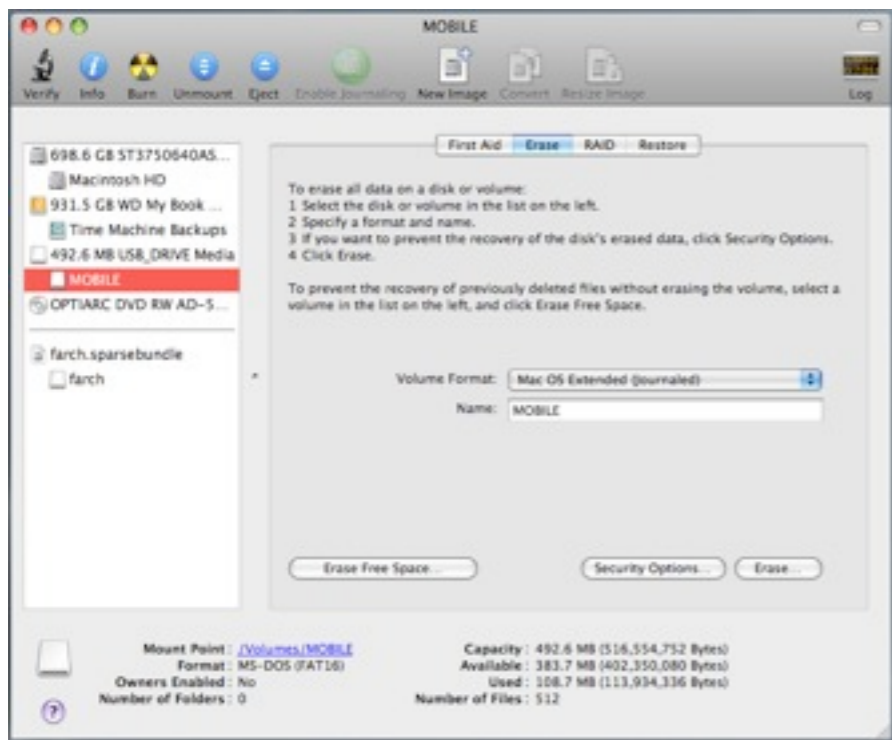 MOBILE
Verify Info Burn Unmount Eject Enable Journaling New Image Convert Resize Image Log
First Aid Erase RAID Restore
698.6 GB ST3750640AS...
Macintosh HD
931.5 GB WD My Book ...
Time Machine Backups
492.6 MB USB_DRIVE Media
MOBILE
OPTIARC DVD RW AD-5...
farch.sparsebundle
farch
To erase all data on a disk or volume:
1 Select the disk or volume in the list on the left.
2 Specify a format and name.
3 If you want to prevent the recovery of the disk's erased data, click Security Options.
4 Click Erase.
To prevent the recovery of previously deleted files without erasing the volume, select a
volume in the list on the left, and click Erase Free Space.
Volume Format: Mac OS Extended (Journaled)
Name: MOBILE
Erase Free Space... Security Options... Erase...
Mount Point : /Volumes/MOBILE
Format : MS-DOS (FAT16)
Owners Enabled : No
Number of Folders : 0
Capacity : 492.6 MB (516,554,752 Bytes)
Available : 383.7 MB (402,350,080 Bytes)
Used : 108.7 MB (113,934,336 Bytes)
Number of Files : 512
?